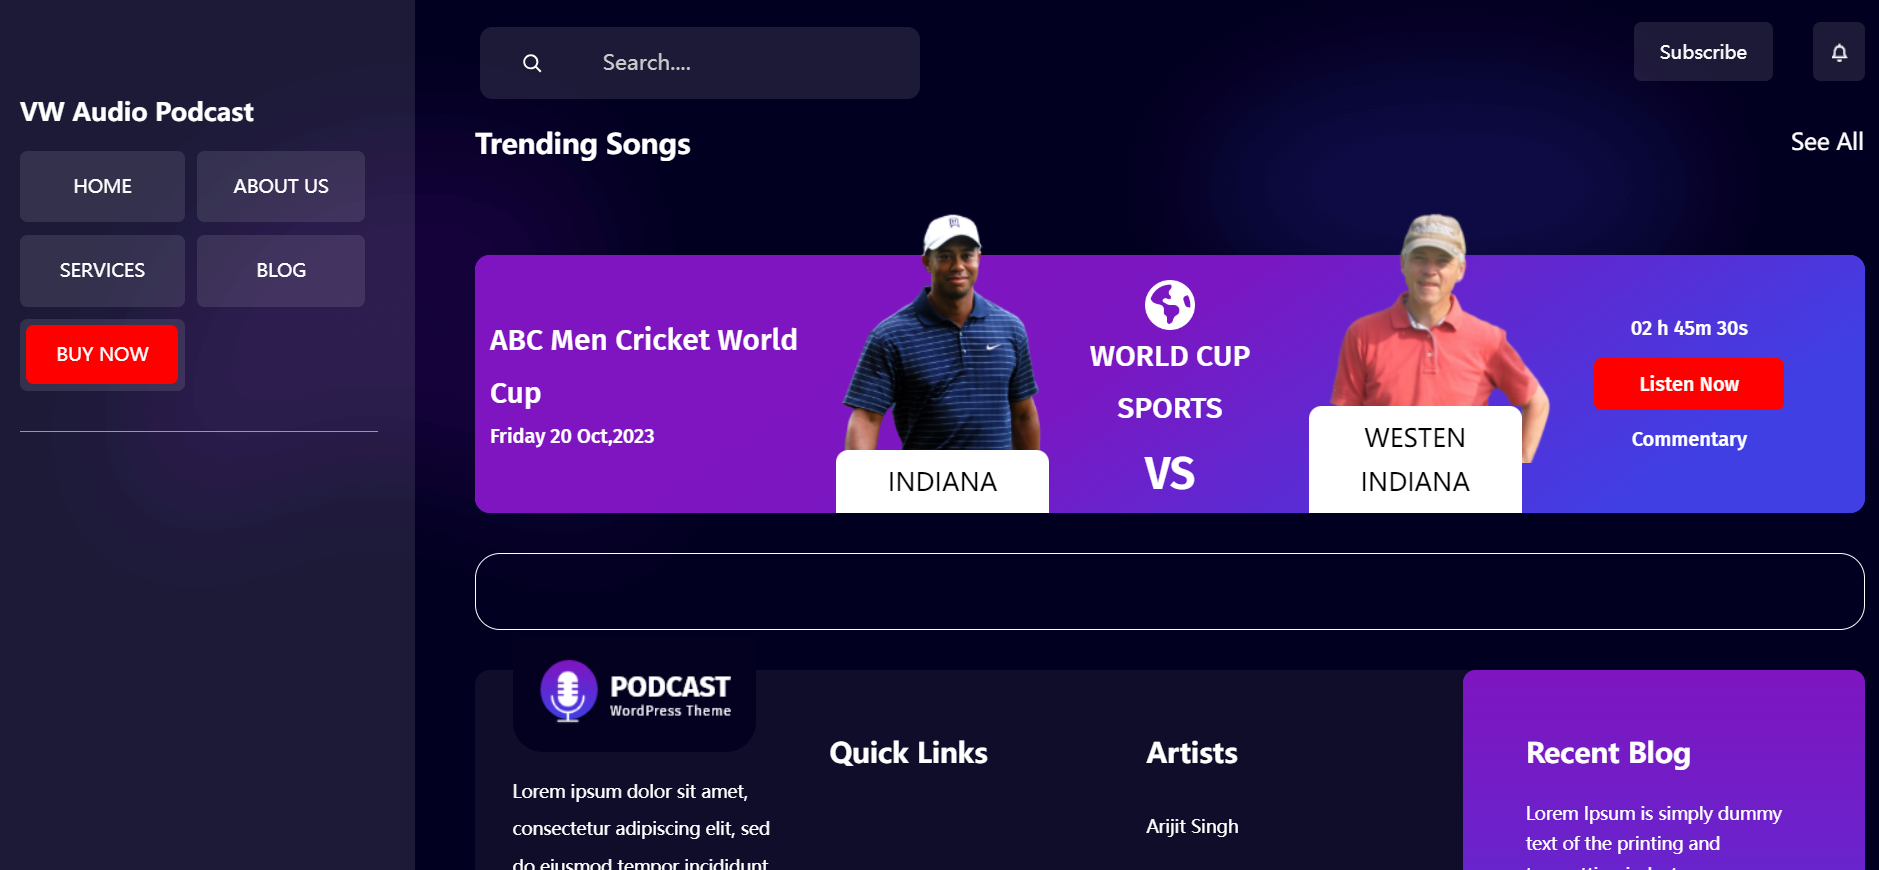 VW Audio Podcast
HOME
ABOUT US
SERVICES
BLOG
BUY NOW
Search....
Subscribe
Trending Songs
See All
ABC Men Cricket World
Cup
Friday 20 Oct,2023
INDIANA
WORLD CUP
SPORTS
VS
WESTEN
INDIANA
02 h 45m 30s
Listen Now
Commentary
PODCAST
WordPress Theme
Lorem ipsum dolor sit amet,
consectetur adipiscing elit, sed
do eiusmod tempor incididunt
Quick Links
Artists
Arijit Singh
Recent Blog
Lorem Ipsum is simply dummy
text of the printing and